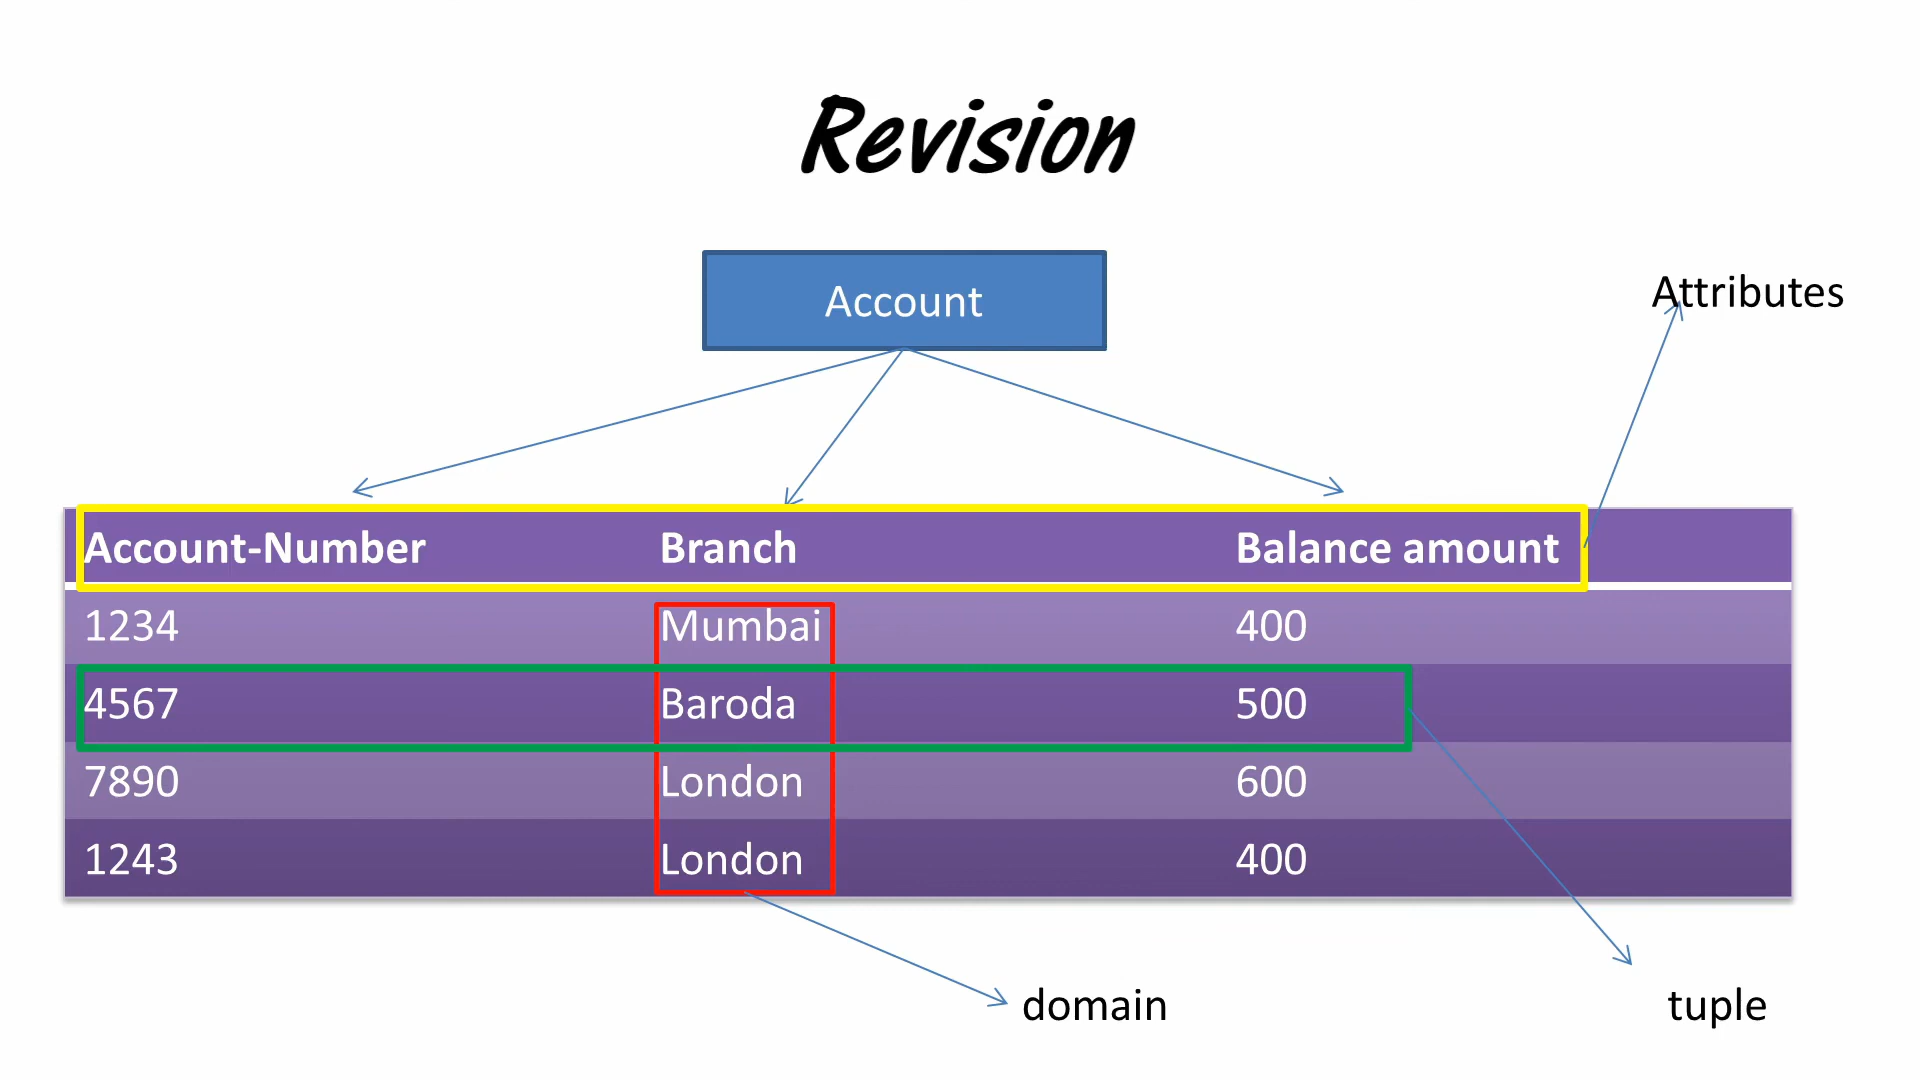 Revision
Account
Attributes
Account-Number Branch Balance amount
1234 Mumbai 400
4567 Baroda 500
7890 London 600
1243 London 400
domain
tuple